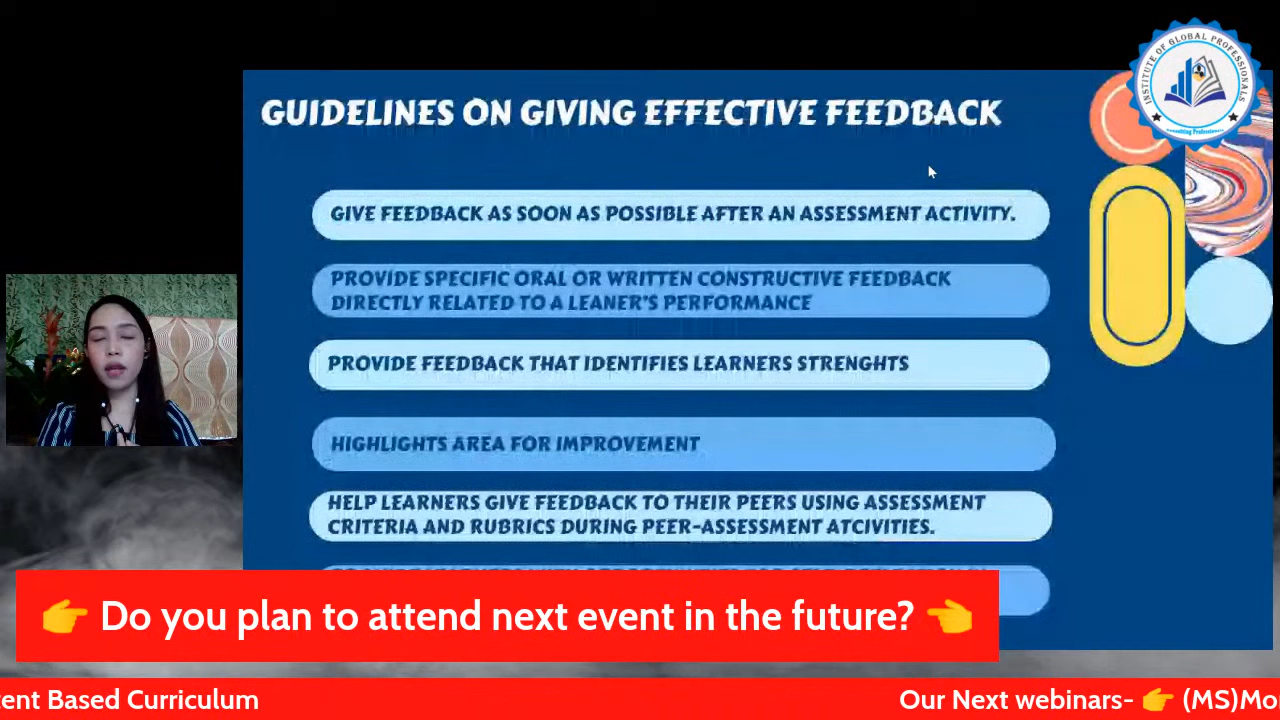 INSTITUTE OF GLOBAL PROFESSIONALS
GUIDELINES ON GIVING EFFECTIVE FEEDBACK
GIVE FEEDBACK AS SOON AS POSSIBLE AFTER AN ASSESSMENT ACTIVITY.
PROVIDE SPECIFIC ORAL OR WRITTEN CONSTRUCTIVE FEEDBACK
DIRECTLY RELATED TO A LEANER'S PERFORMANCE
PROVIDE FEEDBACK THAT IDENTIFIES LEARNERS STRENGHTS
HIGHLIGHTS AREA FOR IMPROVEMENT
HELP LEARNERS GIVE FEEDBACK TO THEIR PEERS USING ASSESSMENT
CRITERIA AND RUBRICS DURING PEER-ASSESSMENT ATCIVITIES.
👉 Do you plan to attend next event in the future? 👈
Based Curriculum
Our Next webinars- 👉 (MS)